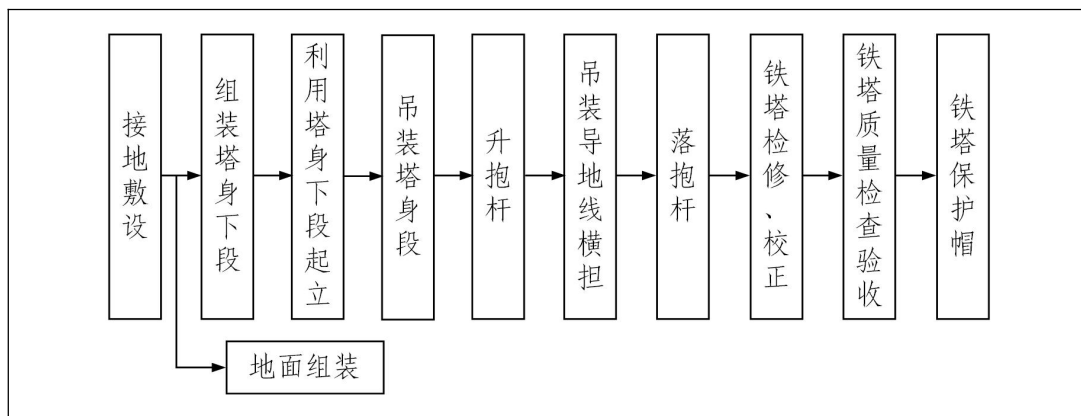 接地敷设
组装塔身下段
利用塔身下段起立
吊装塔身段
升抱杆
吊装导地线横担
落抱杆
铁塔检修、校正
铁塔质量检查验收
铁塔保护帽
地面组装